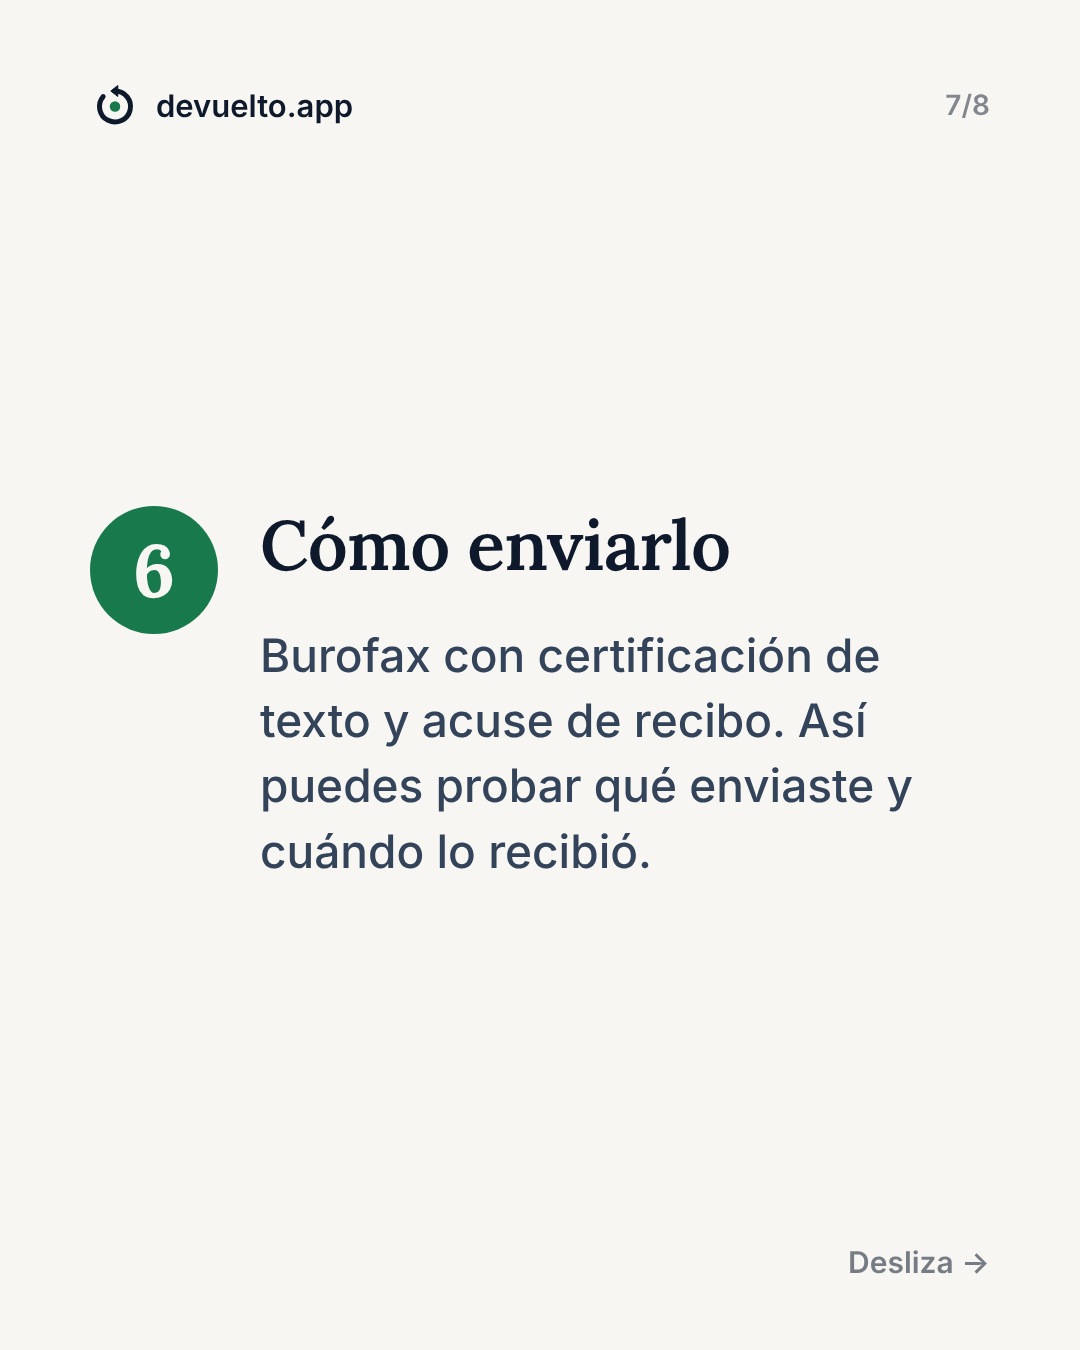 devuelto.app
7/8
6
Cómo enviarlo
Burofax con certificación de
texto y acuse de recibo. Así
puedes probar qué enviaste y
cuándo lo recibió.
Desliza →